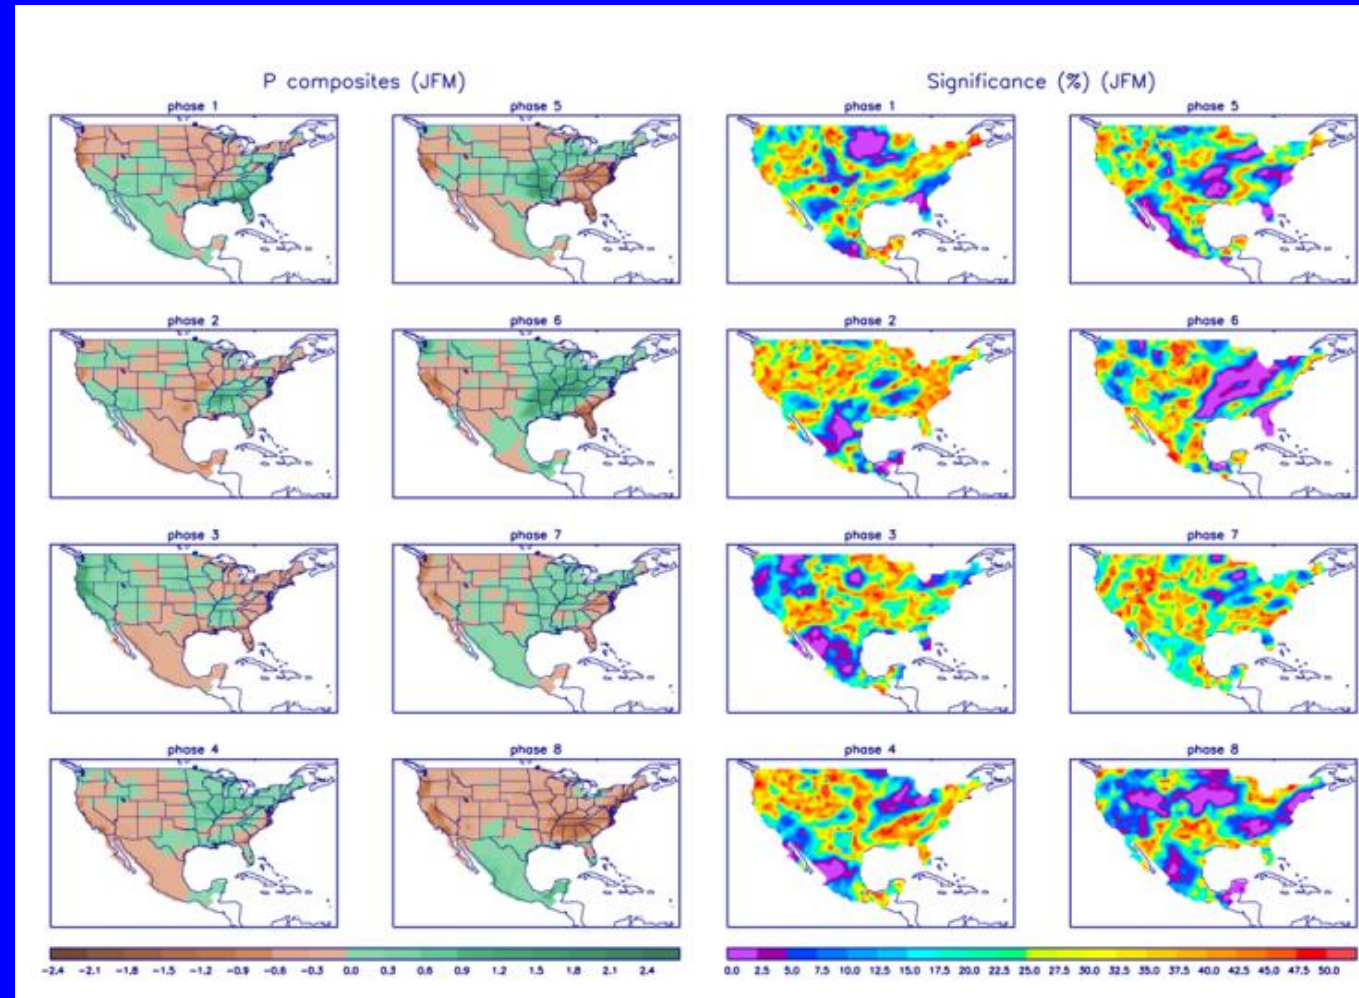 P composites (JFM) Significance (%) (JFM)
phase 1 phase 5 phase 1 phase 5
phase 2 phase 6 phase 2 phase 6
phase 3 phase 7 phase 3 phase 7
phase 4 phase 8 phase 4 phase 8
-2.4 -2.1 -1.8 -1.5 -1.2 -0.9 -0.6 -0.3 0.0 0.3 0.6 0.9 1.2 1.5 1.8 2.1 2.4 0.0 2.5 5.0 7.5 10.0 12.5 15.0 17.5 20.0 22.5 25.0 27.5 30.0 32.5 35.0 37.5 40.0 42.5 45.0 47.5 50.0